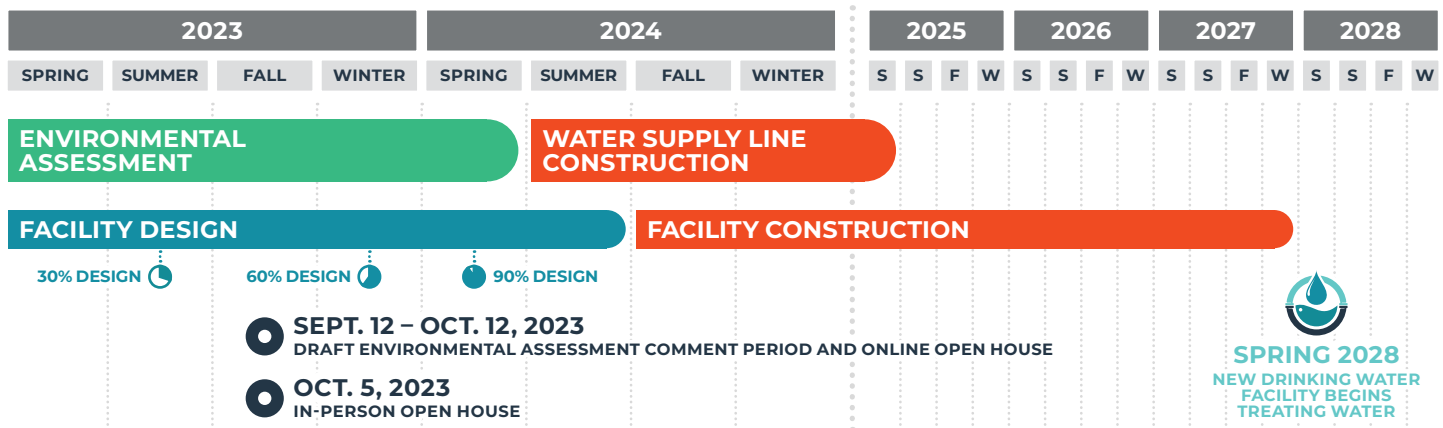 2023 2024 2025 2026 2027 2028
SPRING SUMMER FALL WINTER SPRING SUMMER FALL WINTER S S F W S S F W S S F W S S F W
ENVIRONMENTAL
ASSESSMENT
WATER SUPPLY LINE
CONSTRUCTION
FACILITY DESIGN
FACILITY CONSTRUCTION
30% DESIGN
60% DESIGN
90% DESIGN
SEPT. 12 – OCT. 12, 2023
DRAFT ENVIRONMENTAL ASSESSMENT COMMENT PERIOD AND ONLINE OPEN HOUSE
OCT. 5, 2023
IN-PERSON OPEN HOUSE
SPRING 2028
NEW DRINKING WATER
FACILITY BEGINS
TREATING WATER